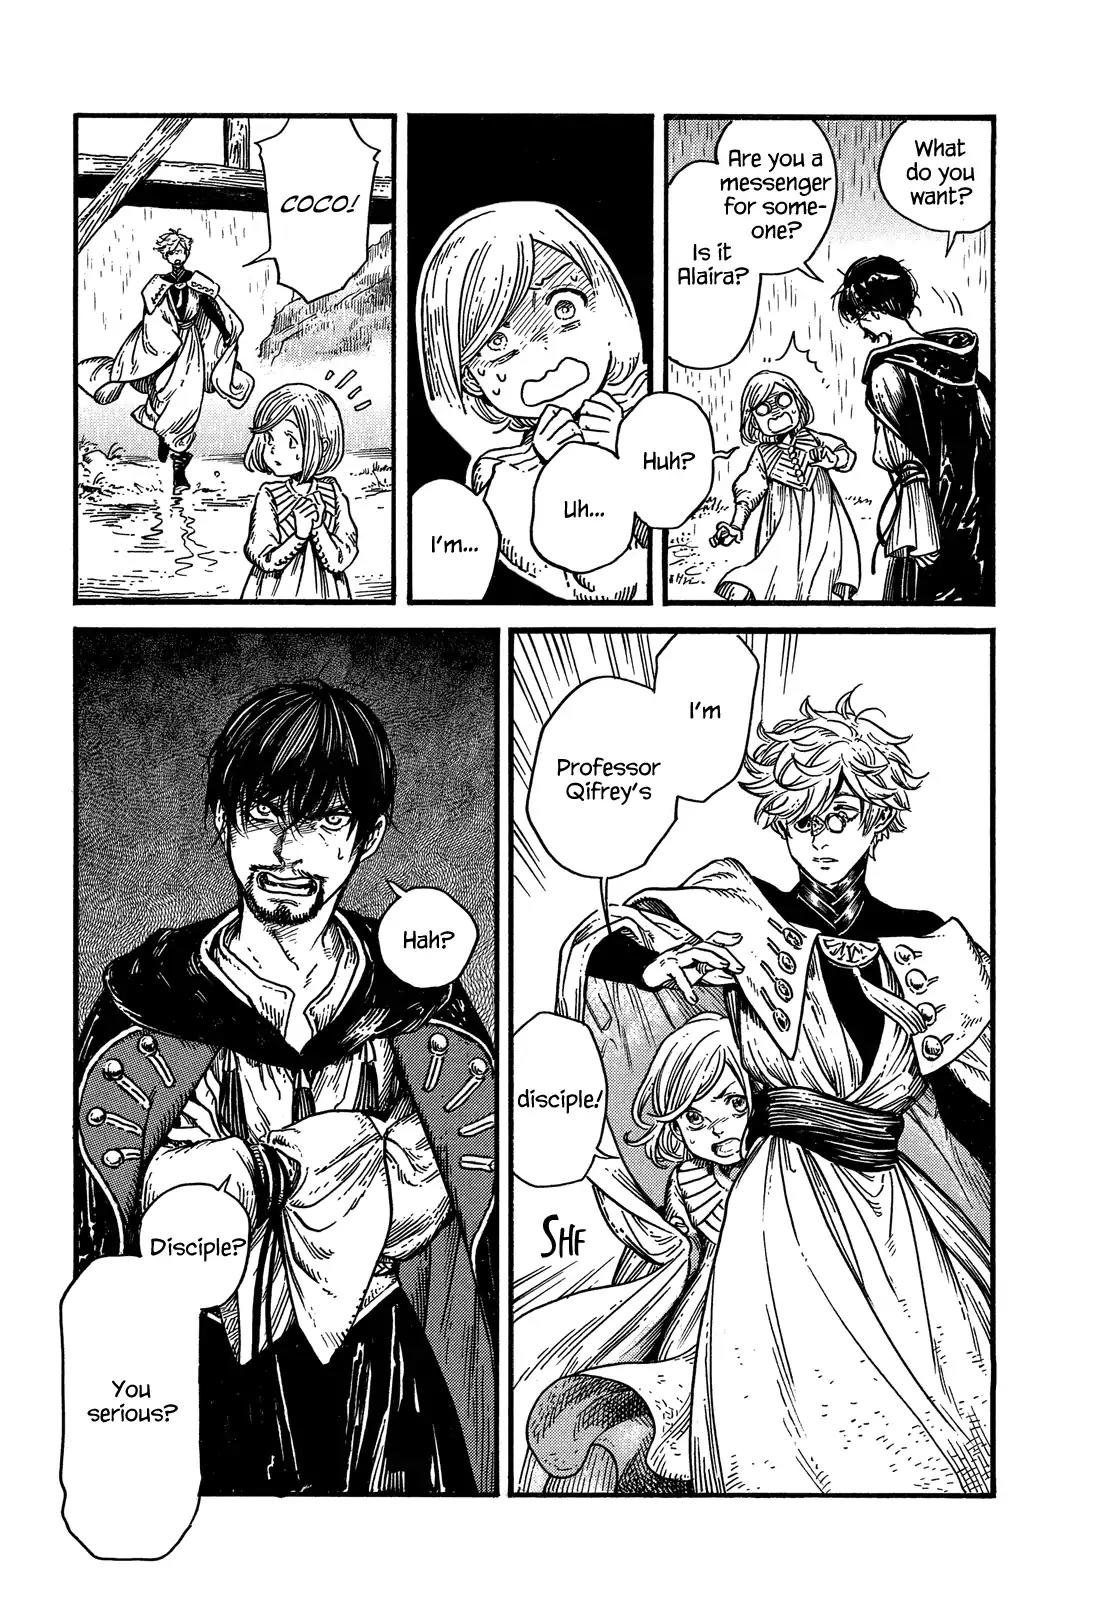 What
do you
want?
Are you a
messenger
for some-
one?
Is it
Alaira?
Huh?
Uh...
I'm...
COCO!
I'm
Professor
Qifrey's
disciple!
SHF
Hah?
Disciple?
You
serious?